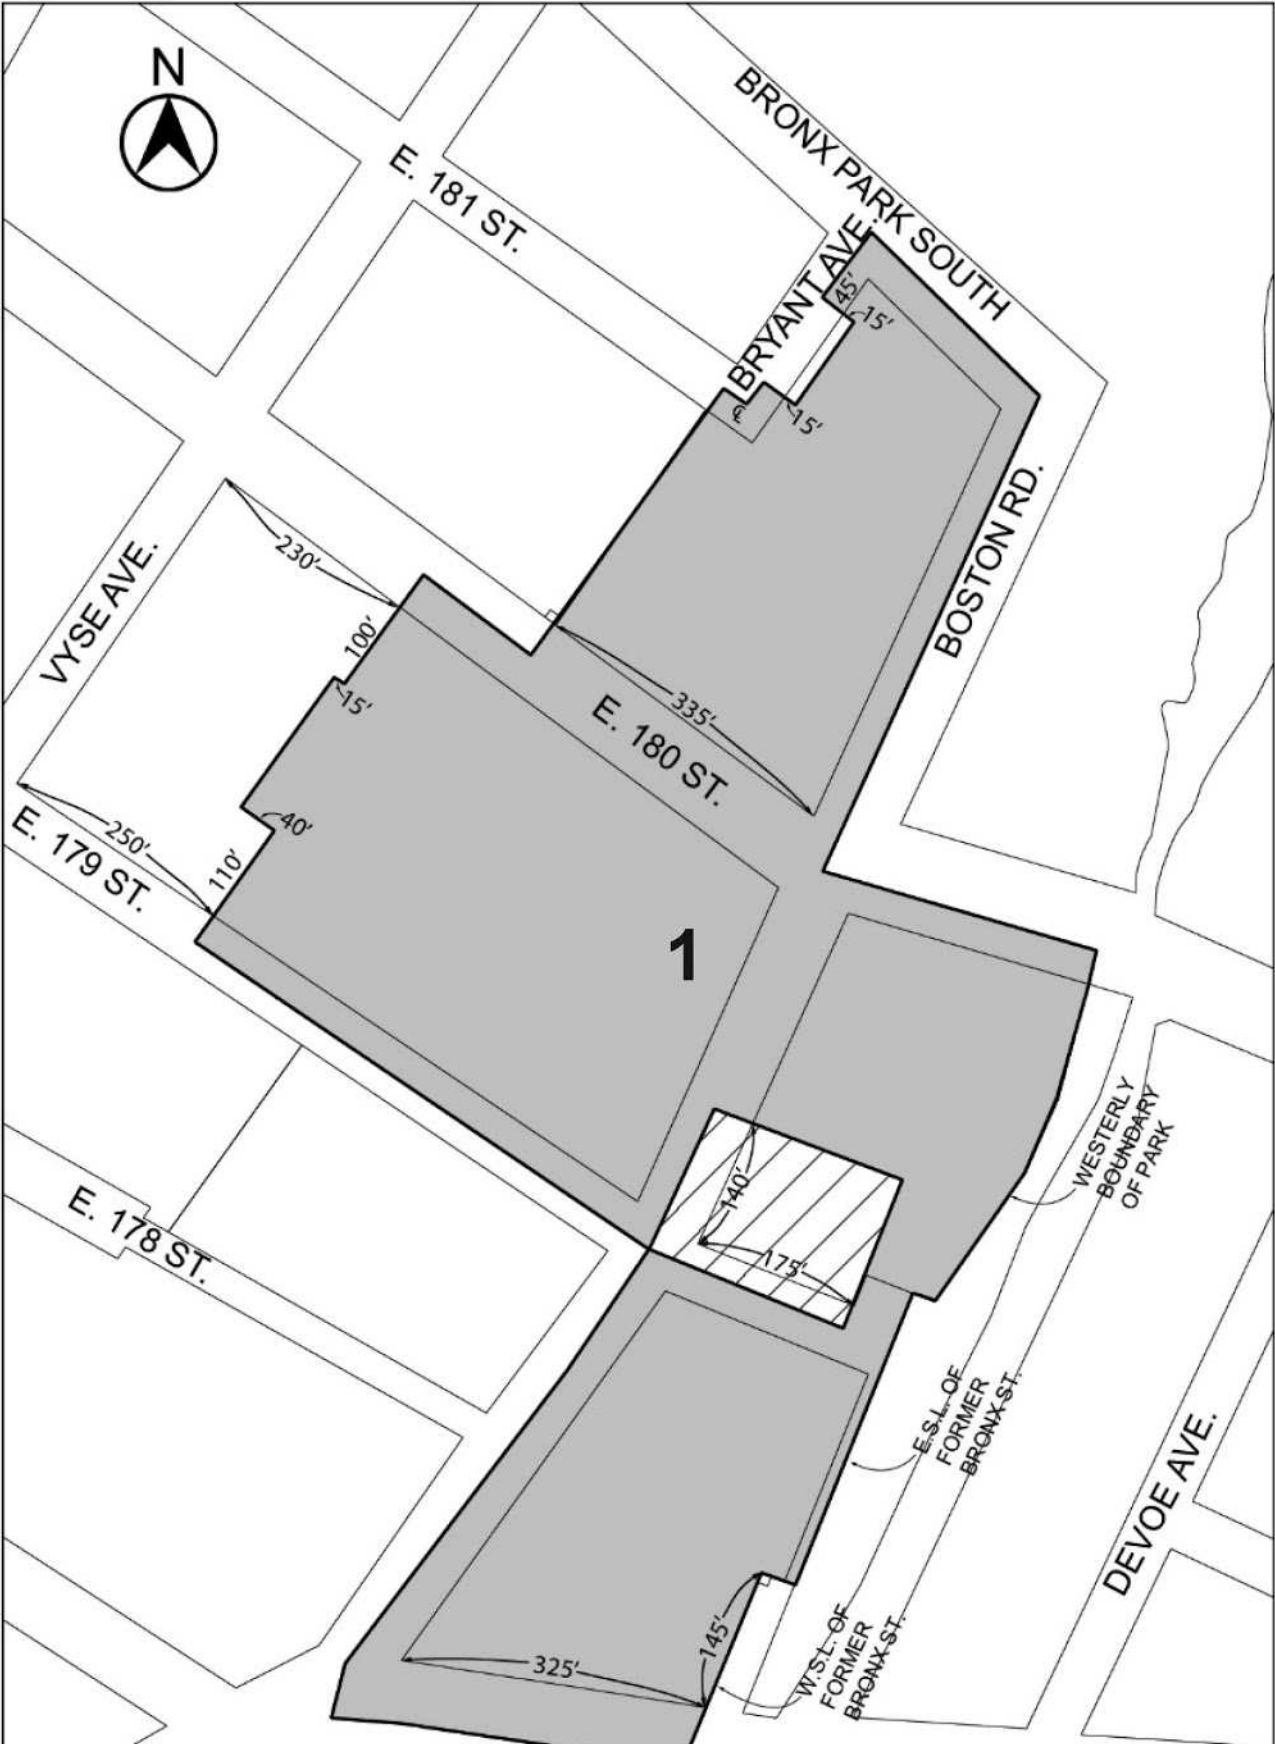 N
BRONX PARK SOUTH
E. 181 ST.
BRYANT AVE.
45'
15'
℄
15'
BOSTON RD.
230'
VYSE AVE.
100'
15'
335'
E. 180 ST.
40'
250'
110'
E. 179 ST.
1
WESTERLY
BOUNDARY
OF PARK
140'
175'
E. 178 ST.
E.S.L. OF
FORMER
BRONX ST.
DEVOE AVE.
145'
325'
W.S.L. OF
FORMER
BRONX ST.